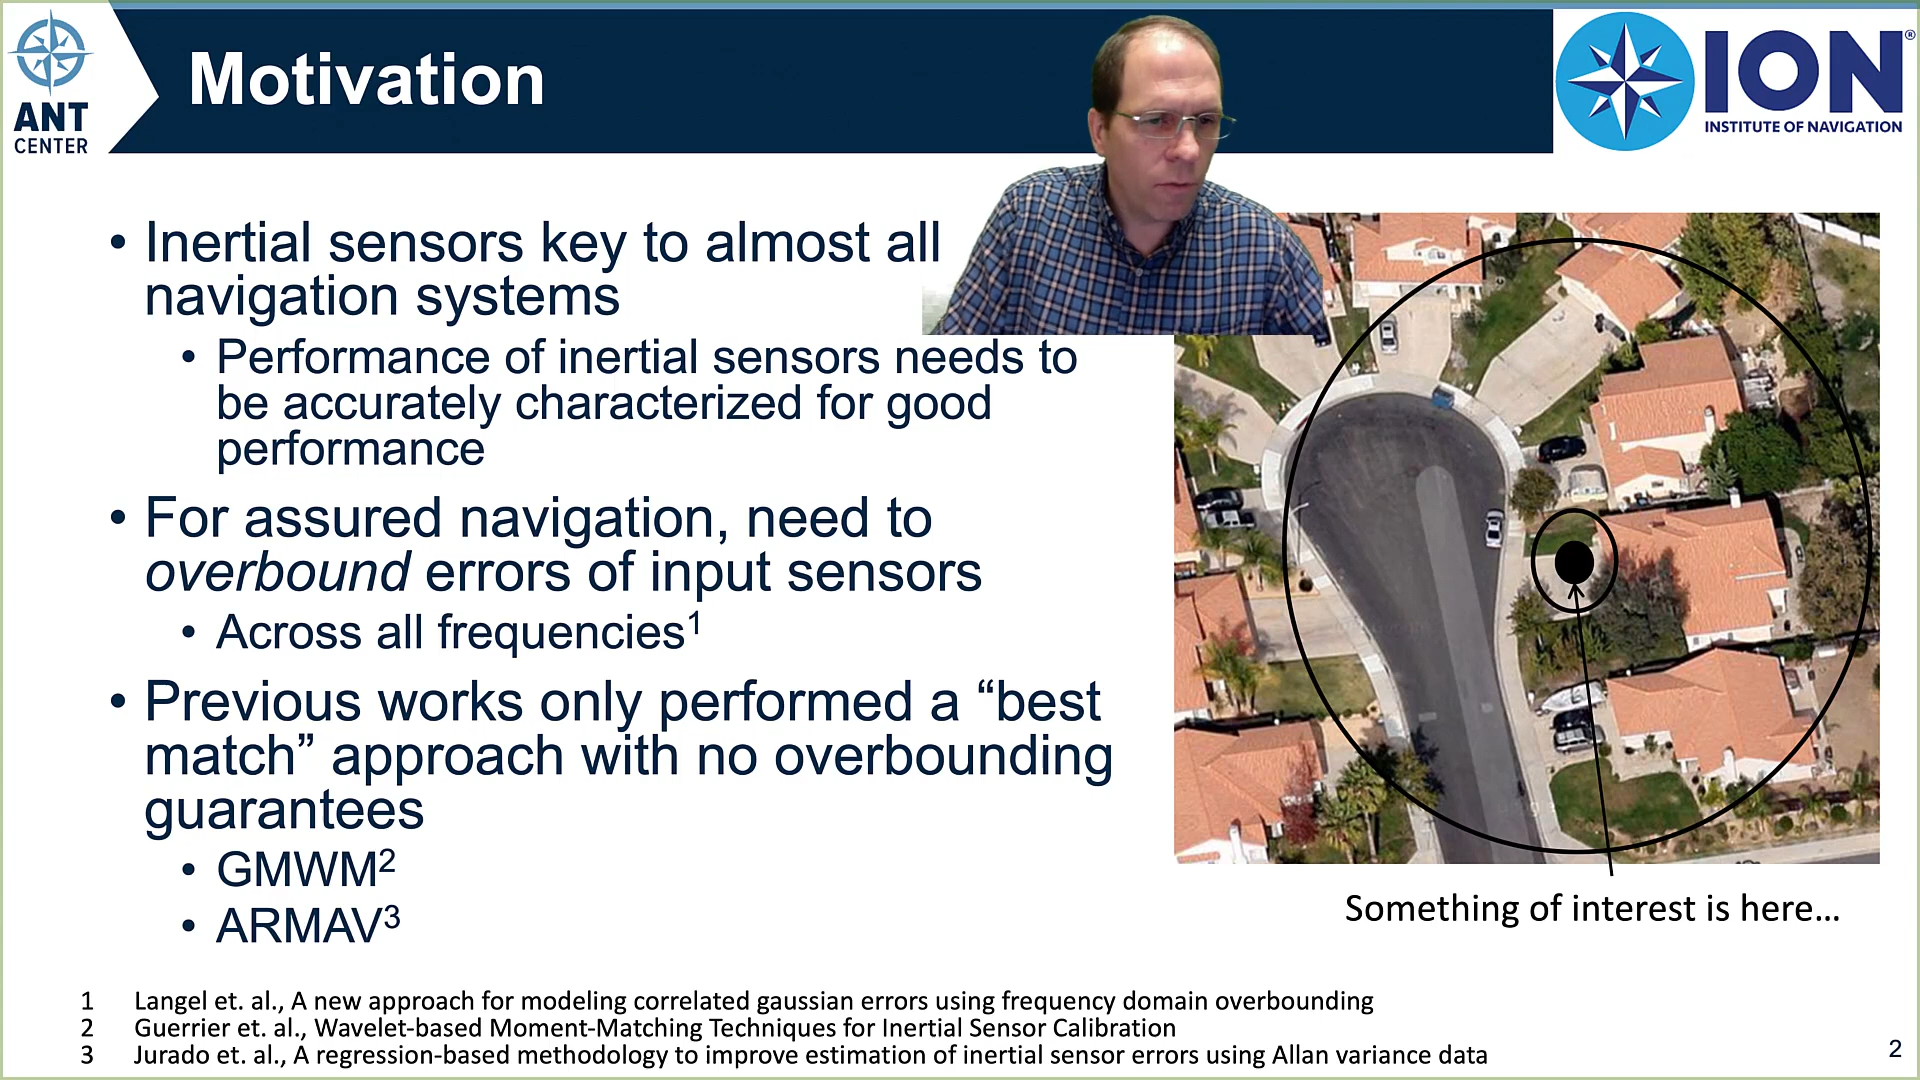 ANT
CENTER
Motivation
ION®
INSTITUTE OF NAVIGATION
• Inertial sensors key to almost all
navigation systems
• Performance of inertial sensors needs to
be accurately characterized for good
performance
• For assured navigation, need to
overbound errors of input sensors
• Across all frequencies¹
• Previous works only performed a “best
match” approach with no overbounding
guarantees
• GMWM²
• ARMAV³
Something of interest is here...
1 Langel et. al., A new approach for modeling correlated gaussian errors using frequency domain overbounding
2 Guerrier et. al., Wavelet-based Moment-Matching Techniques for Inertial Sensor Calibration
3 Jurado et. al., A regression-based methodology to improve estimation of inertial sensor errors using Allan variance data
2